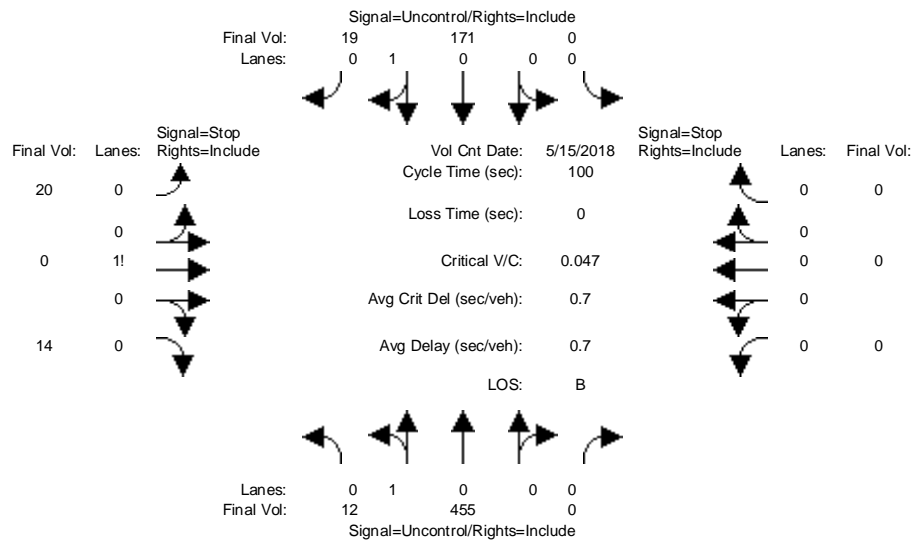 Signal=Uncontrol/Rights=Include
Final Vol: 19 171 0
Lanes: 0 1 0 0 0
Signal=Stop Signal=Stop
Final Vol: Lanes: Rights=Include Vol Cnt Date: 5/15/2018 Rights=Include Lanes: Final Vol:
Cycle Time (sec): 100
20 0 0 0
Loss Time (sec): 0
0 0
0 1! Critical V/C: 0.047 0 0
0 Avg Crit Del (sec/veh): 0.7 0
14 0 Avg Delay (sec/veh): 0.7 0 0
LOS: B
Lanes: 0 1 0 0 0
Final Vol: 12 455 0
Signal=Uncontrol/Rights=Include